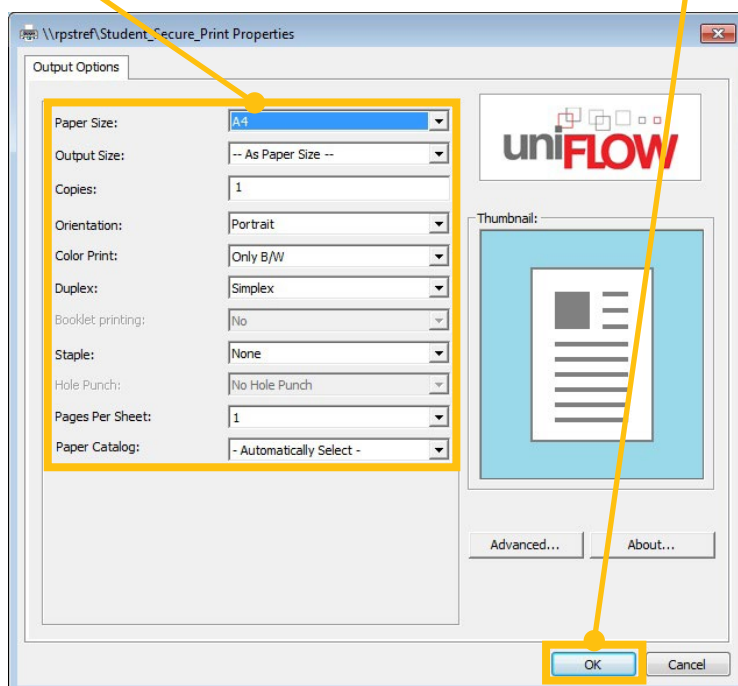 \\rpstref\Student_Secure_Print Properties
Output Options
Paper Size: A4
Output Size: -- As Paper Size --
Copies: 1
Orientation: Portrait
Color Print: Only B/W
Duplex: Simplex
Booklet printing: No
Staple: None
Hole Punch: No Hole Punch
Pages Per Sheet: 1
Paper Catalog: - Automatically Select -
uniFLOW
Thumbnail:
Advanced... About...
OK Cancel